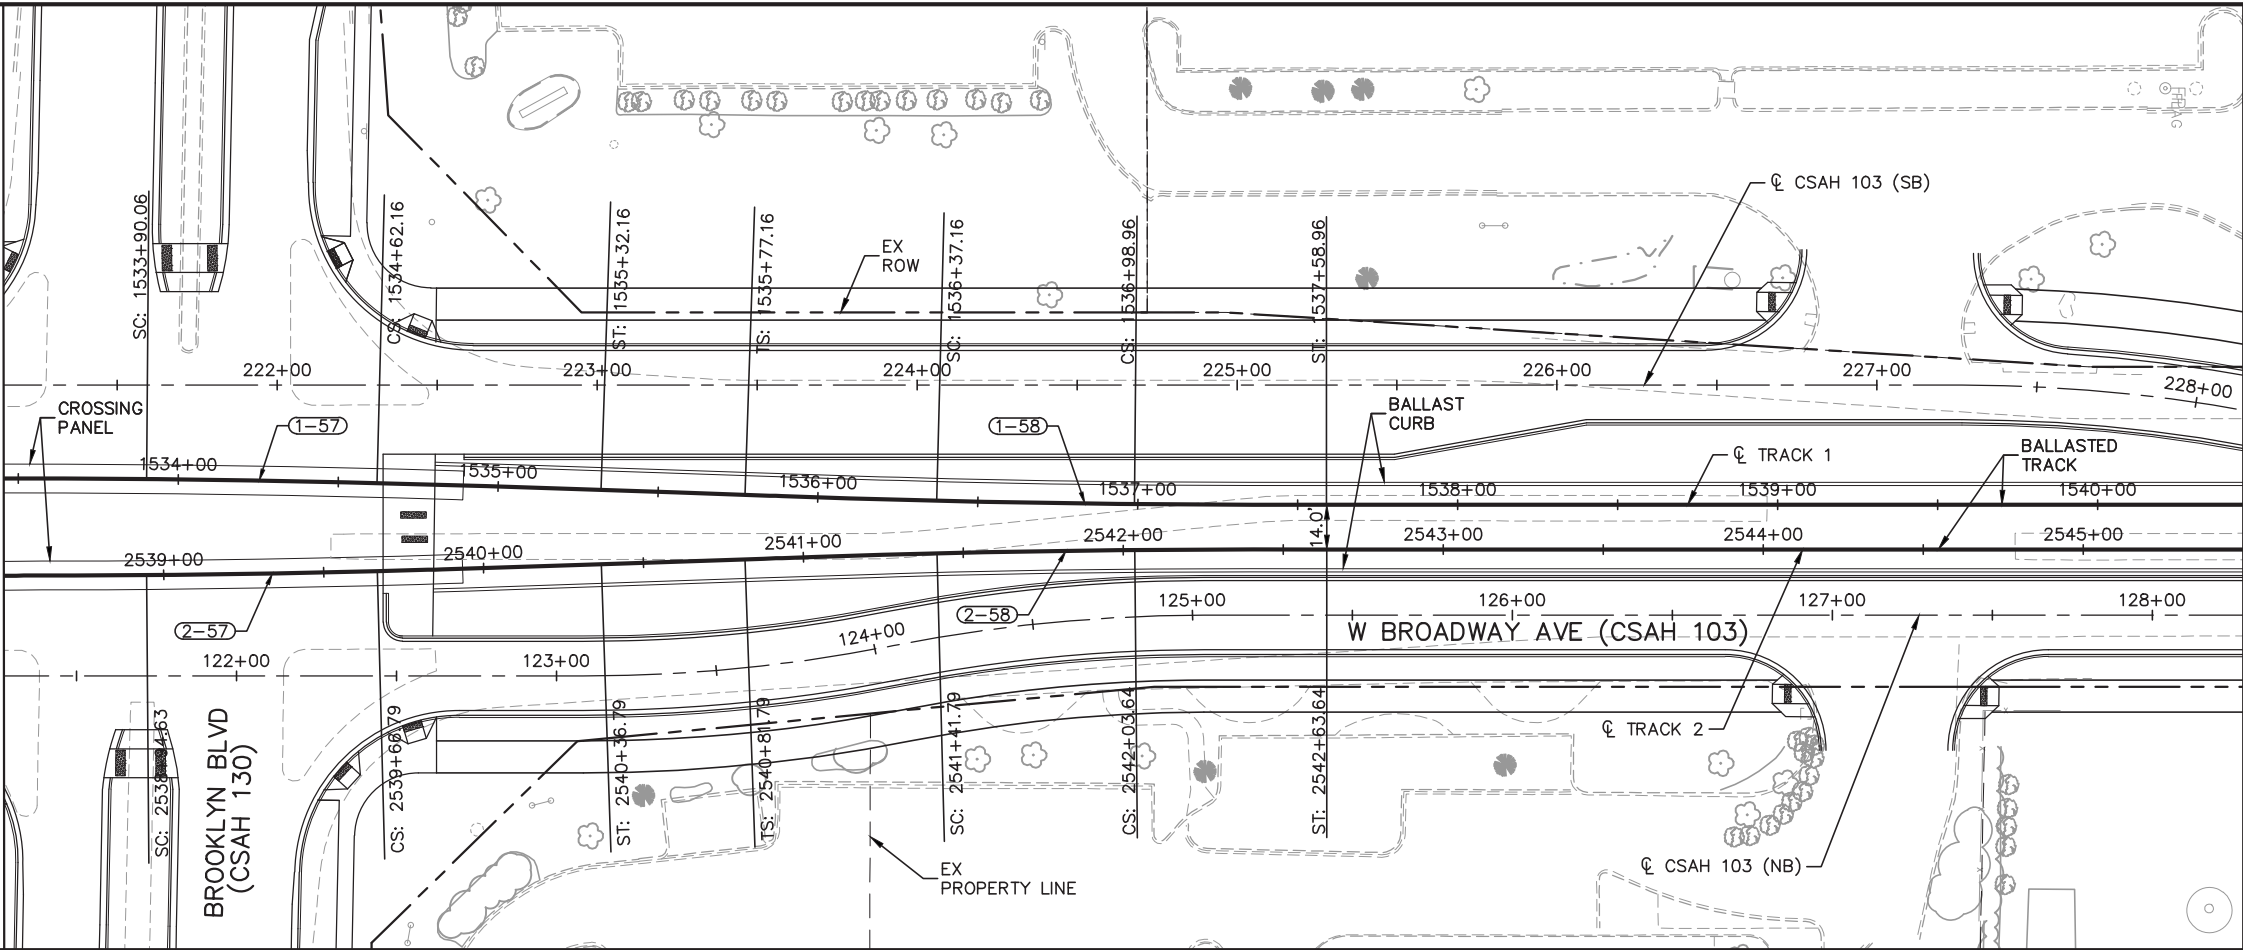 FLAG
℄ CSAH 103 (SB)
SC: 1533+90.06
CS: 1534+62.16
ST: 1535+32.16
TS: 1535+77.16
SC: 1536+37.16
CS: 1536+98.96
ST: 1537+58.96
EX
ROW
222+00
223+00
224+00
225+00
226+00
227+00
228+00
CROSSING
PANEL
1-57
1-58
BALLAST
CURB
℄ TRACK 1
BALLASTED
TRACK
1534+00
1535+00
1536+00
1537+00
1538+00
1539+00
1540+00
14.0'
2539+00
2540+00
2541+00
2542+00
2543+00
2544+00
2545+00
2-57
2-58
122+00
123+00
124+00
125+00
126+00
127+00
128+00
W BROADWAY AVE (CSAH 103)
BROOKLYN BLVD
(CSAH 130)
CS: 2539+66.79
ST: 2540+36.79
TS: 2540+81.79
SC: 2541+41.79
CS: 2542+03.64
ST: 2542+63.64
℄ TRACK 2
℄ CSAH 103 (NB)
EX
PROPERTY LINE